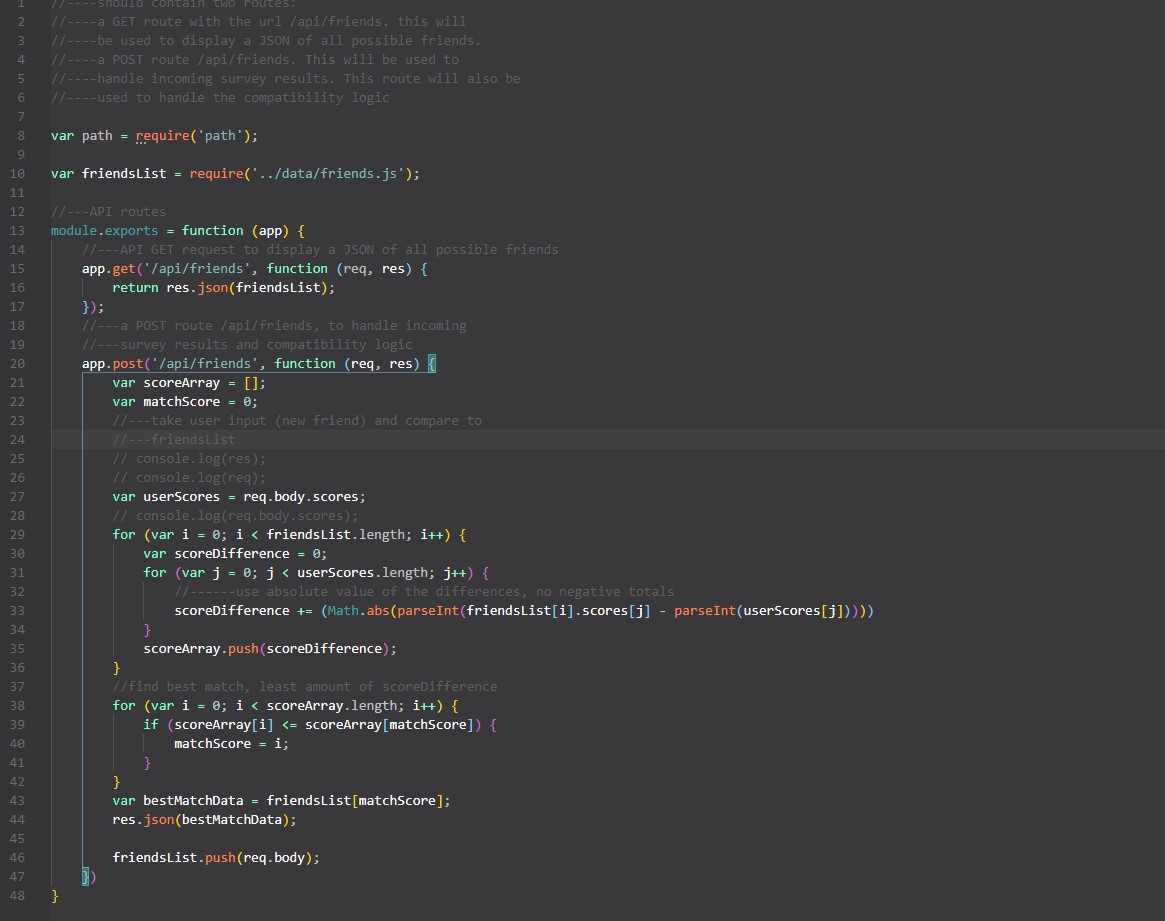 1 //----should contain two routes:
2 //----a GET route with the url /api/friends. this will
3 //----be used to display a JSON of all possible friends.
4 //----a POST route /api/friends. This will be used to
5 //----handle incoming survey results. This route will also be
6 //----used to handle the compatibility logic
7
8 var path = require('path');
9
10 var friendsList = require('../data/friends.js');
11
12 //---API routes
13 module.exports = function (app) {
14     //---API GET request to display a JSON of all possible friends
15     app.get('/api/friends', function (req, res) {
16         return res.json(friendsList);
17     });
18     //---a POST route /api/friends, to handle incoming
19     //---survey results and compatibility logic
20     app.post('/api/friends', function (req, res) {
21         var scoreArray = [];
22         var matchScore = 0;
23         //---take user input (new friend) and compare to
24         //---friendsList
25         // console.log(res);
26         // console.log(req);
27         var userScores = req.body.scores;
28         // console.log(req.body.scores);
29         for (var i = 0; i < friendsList.length; i++) {
30             var scoreDifference = 0;
31             for (var j = 0; j < userScores.length; j++) {
32                 //------use absolute value of the differences, no negative totals
33                 scoreDifference += (Math.abs(parseInt(friendsList[i].scores[j] - parseInt(userScores[j]))))
34             }
35             scoreArray.push(scoreDifference);
36         }
37         //find best match, least amount of scoreDifference
38         for (var i = 0; i < scoreArray.length; i++) {
39             if (scoreArray[i] <= scoreArray[matchScore]) {
40                 matchScore = i;
41             }
42         }
43         var bestMatchData = friendsList[matchScore];
44         res.json(bestMatchData);
45
46         friendsList.push(req.body);
47     })
48 }